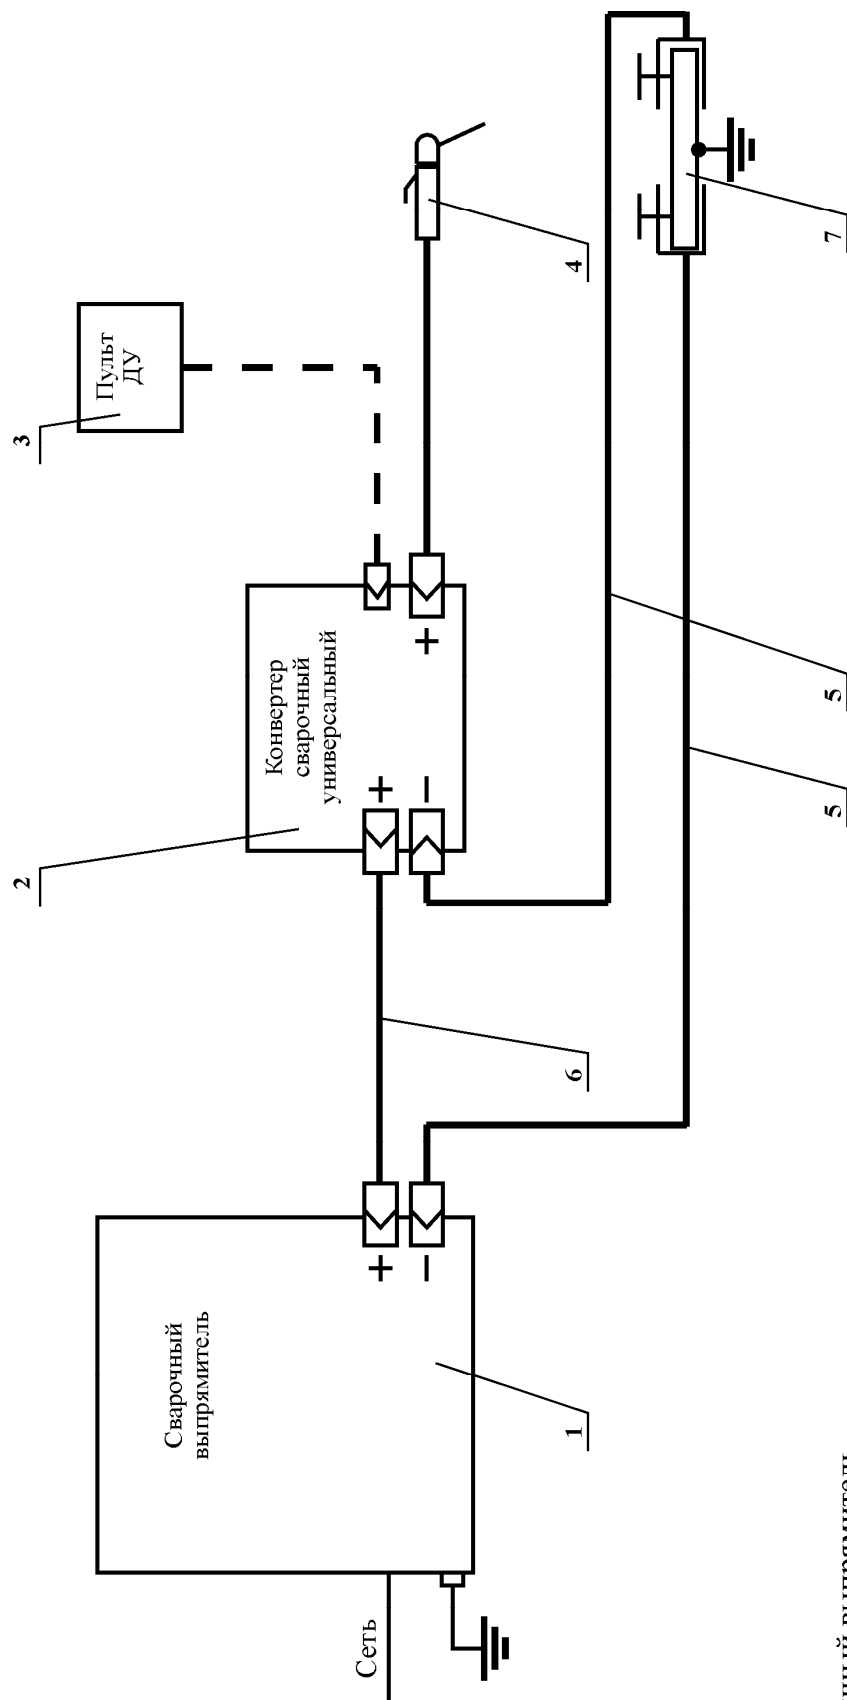 3
Пульт
ДУ
2
Конвертер
сварочный
универсальный
+
−
+
4
7
5
5
6
Сварочный
выпрямитель
+
−
1
Сеть